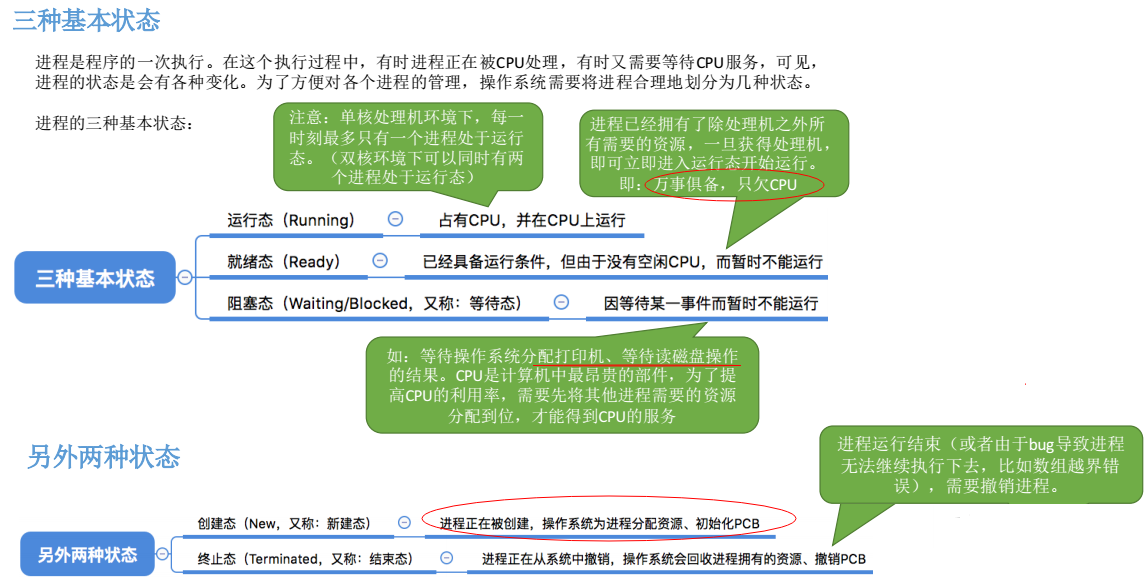 三种基本状态
进程是程序的一次执行。在这个执行过程中，有时进程正在被CPU处理，有时又需要等待CPU服务，可见，
进程的状态是会有各种变化。为了方便对各个进程的管理，操作系统需要将进程合理地划分为几种状态。
进程的三种基本状态：
注意：单核处理机环境下，每一
时刻最多只有一个进程处于运行
态。（双核环境下可以同时有两
个进程处于运行态）
进程已经拥有了除处理机之外所
有需要的资源，一旦获得处理机，
即可立即进入运行态开始运行。
即：万事俱备，只欠CPU
三种基本状态
运行态（Running）
占有CPU，并在CPU上运行
就绪态（Ready）
已经具备运行条件，但由于没有空闲CPU，而暂时不能运行
阻塞态（Waiting/Blocked，又称：等待态）
因等待某一事件而暂时不能运行
如：等待操作系统分配打印机、等待读磁盘操作
的结果。CPU是计算机中最昂贵的部件，为了提
高CPU的利用率，需要先将其他进程需要的资源
分配到位，才能得到CPU的服务
另外两种状态
进程运行结束（或者由于bug导致进程
无法继续执行下去，比如数组越界错
误），需要撤销进程。
另外两种状态
创建态（New，又称：新建态）
进程正在被创建，操作系统为进程分配资源、初始化PCB
终止态（Terminated，又称：结束态）
进程正在从系统中撤销，操作系统会回收进程拥有的资源、撤销PCB